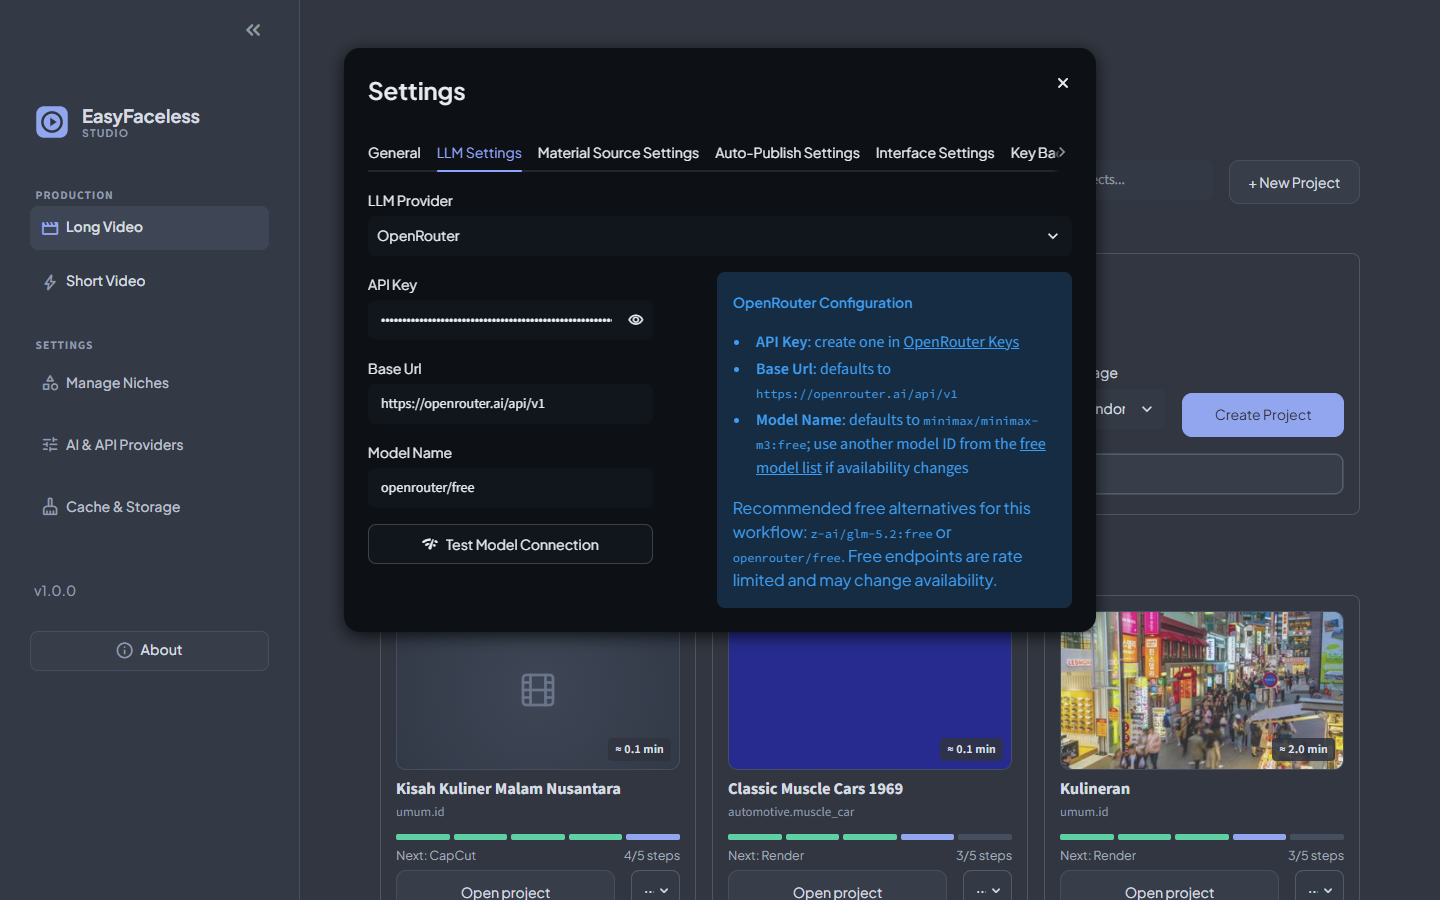 EasyFaceless
STUDIO
PRODUCTION
Long Video
Short Video
SETTINGS
Manage Niches
AI & API Providers
Cache & Storage
v1.0.0
About
Settings
General
LLM Settings
Material Source Settings
Auto-Publish Settings
Interface Settings
Key Ba
LLM Provider
OpenRouter
API Key
Base Url
https://openrouter.ai/api/v1
Model Name
openrouter/free
Test Model Connection
OpenRouter Configuration
• API Key: create one in OpenRouter Keys
• Base Url: defaults to
https://openrouter.ai/api/v1
• Model Name: defaults to minimax/minimax-
m3:free; use another model ID from the free
model list if availability changes
Recommended free alternatives for this
workflow: z-ai/glm-5.2:free or
openrouter/free. Free endpoints are rate
limited and may change availability.
ects...
+ New Project
age
ndor
Create Project
≈ 0.1 min
Kisah Kuliner Malam Nusantara
umum.id
Next: CapCut
4/5 steps
Open project
...
≈ 0.1 min
Classic Muscle Cars 1969
automotive.muscle_car
Next: Render
3/5 steps
Open project
...
≈ 2.0 min
Kulineran
umum.id
Next: Render
3/5 steps
Open project
...